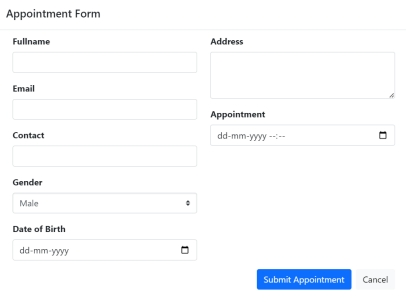 Appointment Form
Fullname
Email
Contact
Gender
Male
Date of Birth
dd-mm-yyyy
Address
Appointment
dd-mm-yyyy --:--
Submit Appointment
Cancel